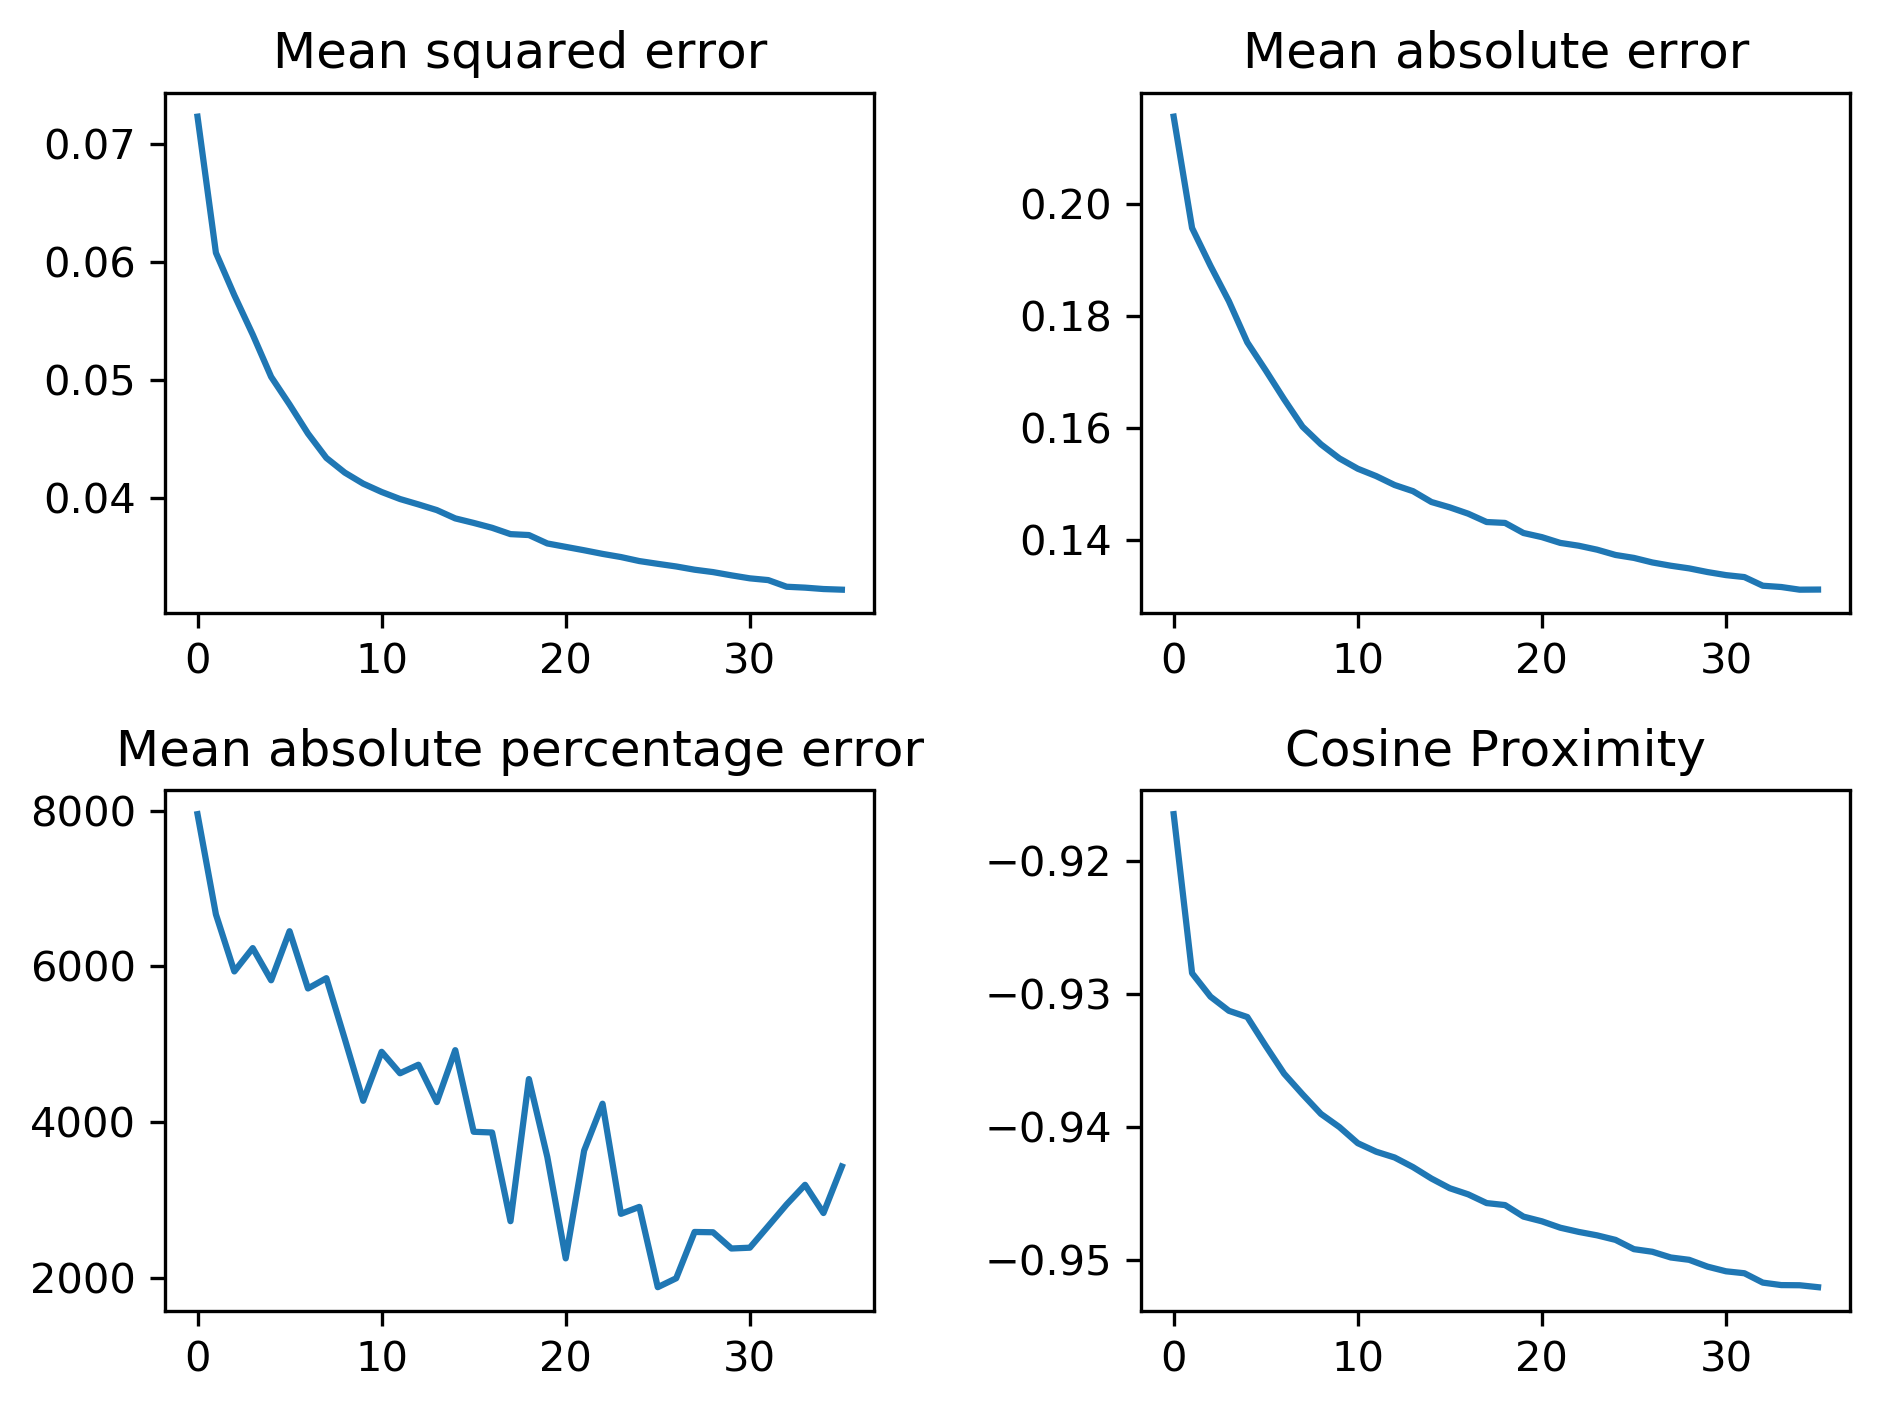 Mean squared error
0.07
0.06
0.05
0.04
0 10 20 30
Mean absolute error
0.20
0.18
0.16
0.14
0 10 20 30
Mean absolute percentage error
8000
6000
4000
2000
0 10 20 30
Cosine Proximity
−0.92
−0.93
−0.94
−0.95
0 10 20 30